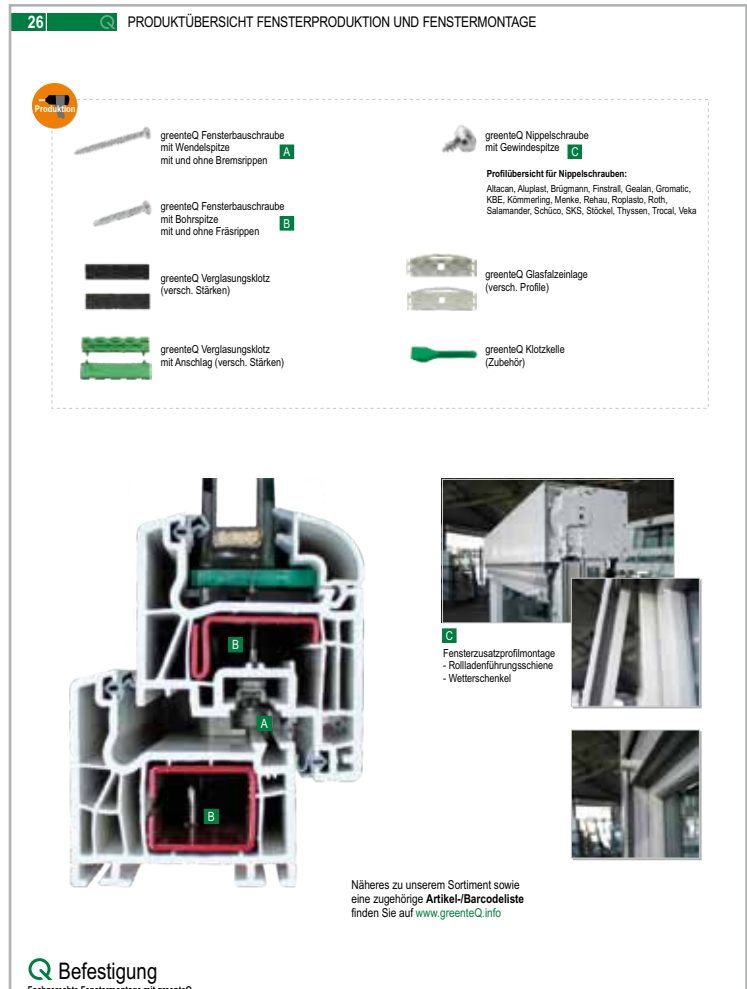 26
PRODUKTÜBERSICHT FENSTERPRODUKTION UND FENSTERMONTAGE
Produktion
greenteQ Fensterbauschraube
mit Wendelspitze
mit und ohne Bremsrippen
A
greenteQ Fensterbauschraube
mit Bohrspitze
mit und ohne Fräsrippen
B
greenteQ Verglasungsklotz
(versch. Stärken)
greenteQ Verglasungsklotz
mit Anschlag (versch. Stärken)
greenteQ Nippelschraube
mit Gewindespitze
C
Profilübersicht für Nippelschrauben:
Altacan, Aluplast, Brügmann, Finstrall, Gealan, Gromatic,
KBE, Kömmerling, Menke, Rehau, Roplasto, Roth,
Salamander, Schüco, SKS, Stöckel, Thyssen, Trocal, Veka
greenteQ Glasfalzeinlage
(versch. Profile)
greenteQ Klotzkelle
(Zubehör)
B
A
B
C
Fensterzusatzprofilmontage
- Rollladenführungsschiene
- Wetterschenkel
Näheres zu unserem Sortiment sowie
eine zugehörige Artikel-/Barcodeliste
finden Sie auf www.greenteQ.info
Befestigung
Fachgerechte Fenstermontage mit greenteQ